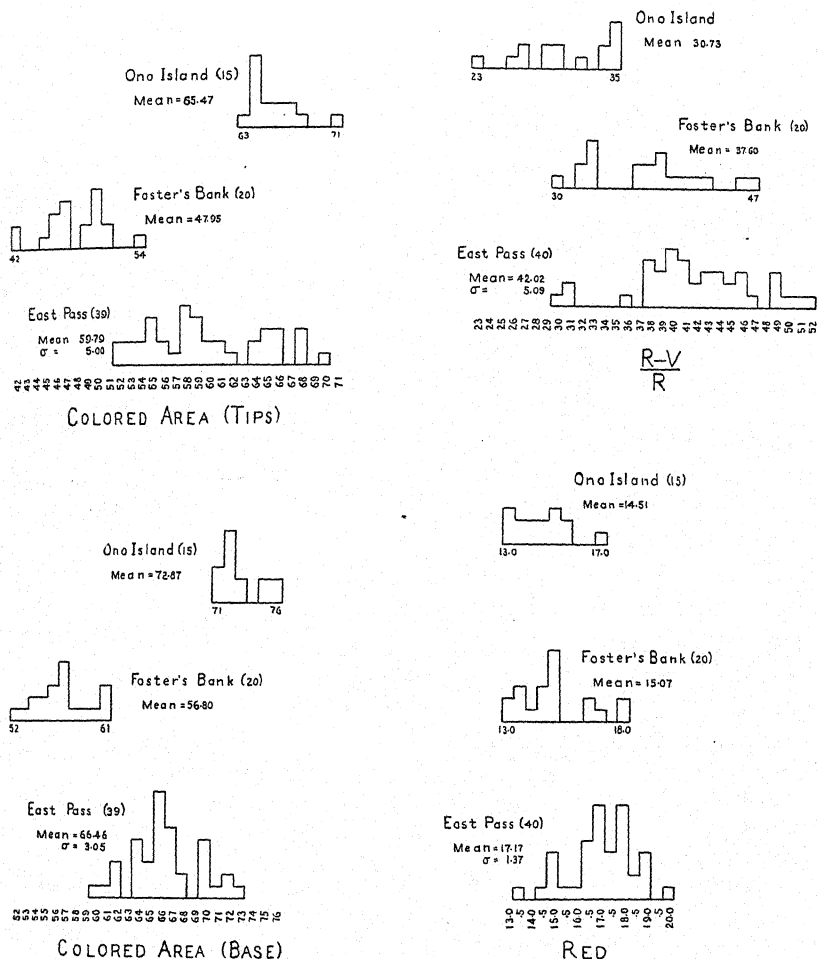 Ono Island (15)
Mean = 65.47
63 71
Foster's Bank (20)
Mean = 47.95
42 54
East Pass (39)
Mean 59.79
σ = 5.00
42 43 44 45 46 47 48 49 50 51 52 53 54 55 56 57 58 59 60 61 62 63 64 65 66 67 68 69 70 71
COLORED AREA (TIPS)
Ono Island
Mean 30.73
23 35
Foster's Bank (20)
Mean = 37.60
30 47
East Pass (40)
Mean = 42.02
σ = 5.09
23 24 25 26 27 28 29 30 31 32 33 34 35 36 37 38 39 40 41 42 43 44 45 46 47 48 49 50 51 52
R-V
R
Ono Island (15)
Mean = 72.87
71 76
Foster's Bank (20)
Mean = 56.80
52 61
East Pass (39)
Mean = 66.46
σ = 3.05
52 53 54 55 56 57 58 59 60 61 62 63 64 65 66 67 68 69 70 71 72 73 74 75 76
COLORED AREA (BASE)
Ono Island (15)
Mean = 14.51
13.0 17.0
Foster's Bank (20)
Mean = 15.07
13.0 18.0
East Pass (40)
Mean = 17.17
σ = 1.37
13.0 .5 14.0 .5 15.0 .5 16.0 .5 17.0 .5 18.0 .5 19.0 .5 20.0
RED